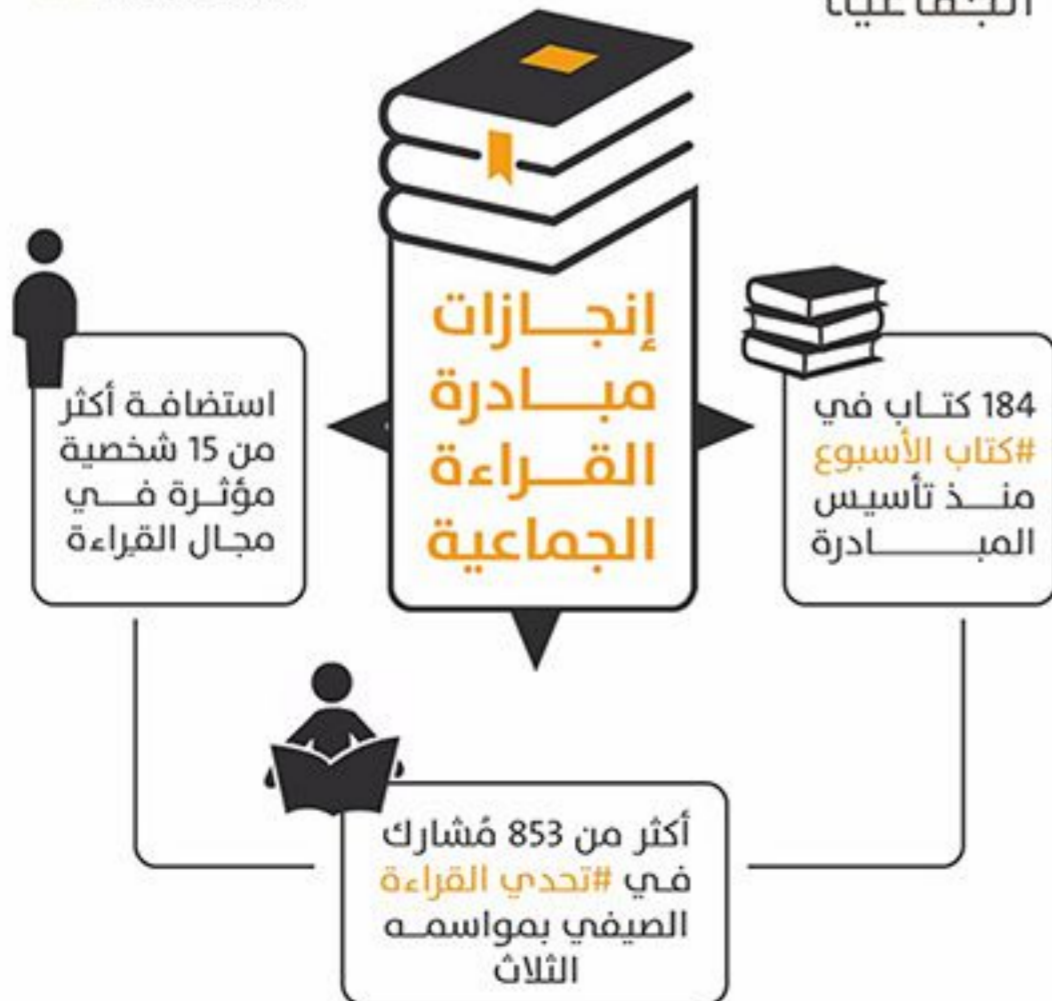 إنجازات
مبادرة
القراءة
الجماعية
184 كتاب في
#كتاب الأسبوع
منذ تأسيس
المبادرة
استضافة أكثر
من 15 شخصية
مؤثرة في
مجال القراءة
أكثر من 853 مُشارك
في #تحدي القراءة
الصيفي بمواسمه
الثلاث